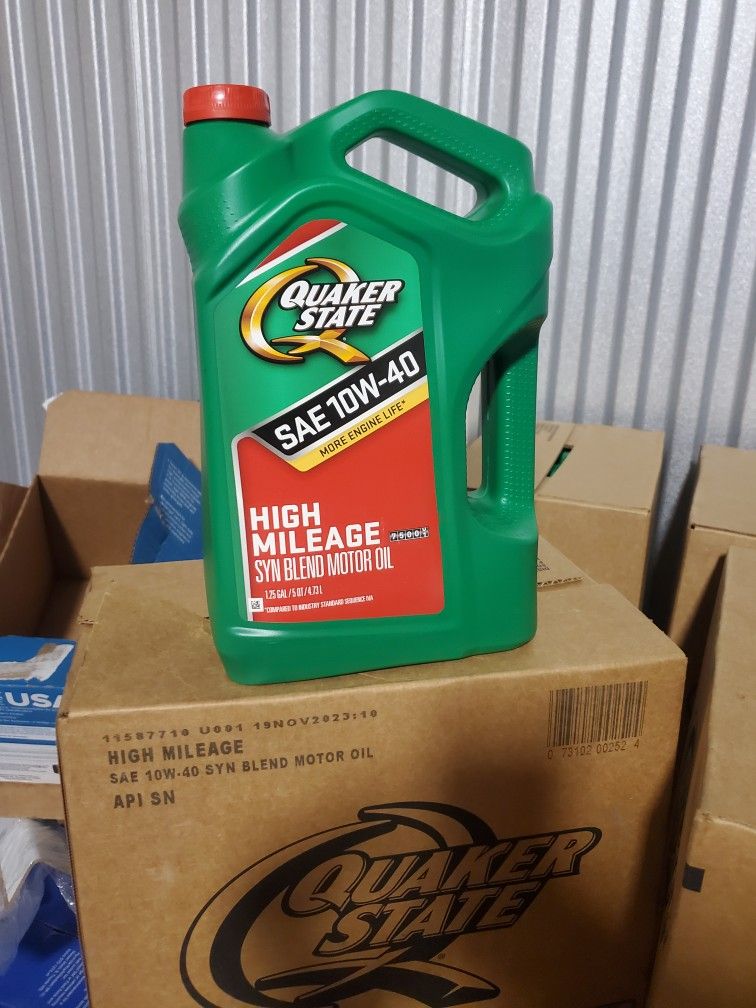 QUAKER
STATE
SAE 10W-40
MORE ENGINE LIFE*
HIGH
MILEAGE
SYN BLEND MOTOR OIL
1.25 GAL / 5 QT / 4.73 L
*COMPARED TO INDUSTRY STANDARD SEQUENCE IVA
USA
11587710 U001 19NOV2023:10
HIGH MILEAGE
SAE 10W-40 SYN BLEND MOTOR OIL
API SN
0 73102 00252 4
QUAKER
STATE